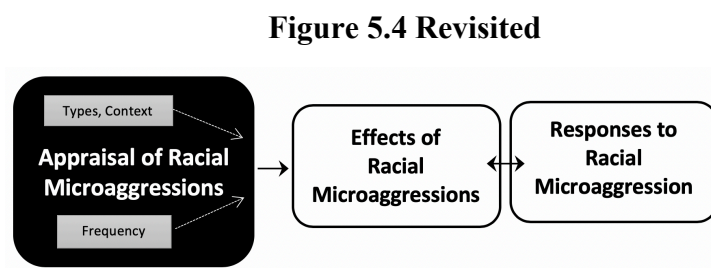 Figure 5.4 Revisited
Types, Context
Appraisal of Racial
Microaggressions
Frequency
Effects of
Racial
Microaggressions
Responses to
Racial
Microaggression